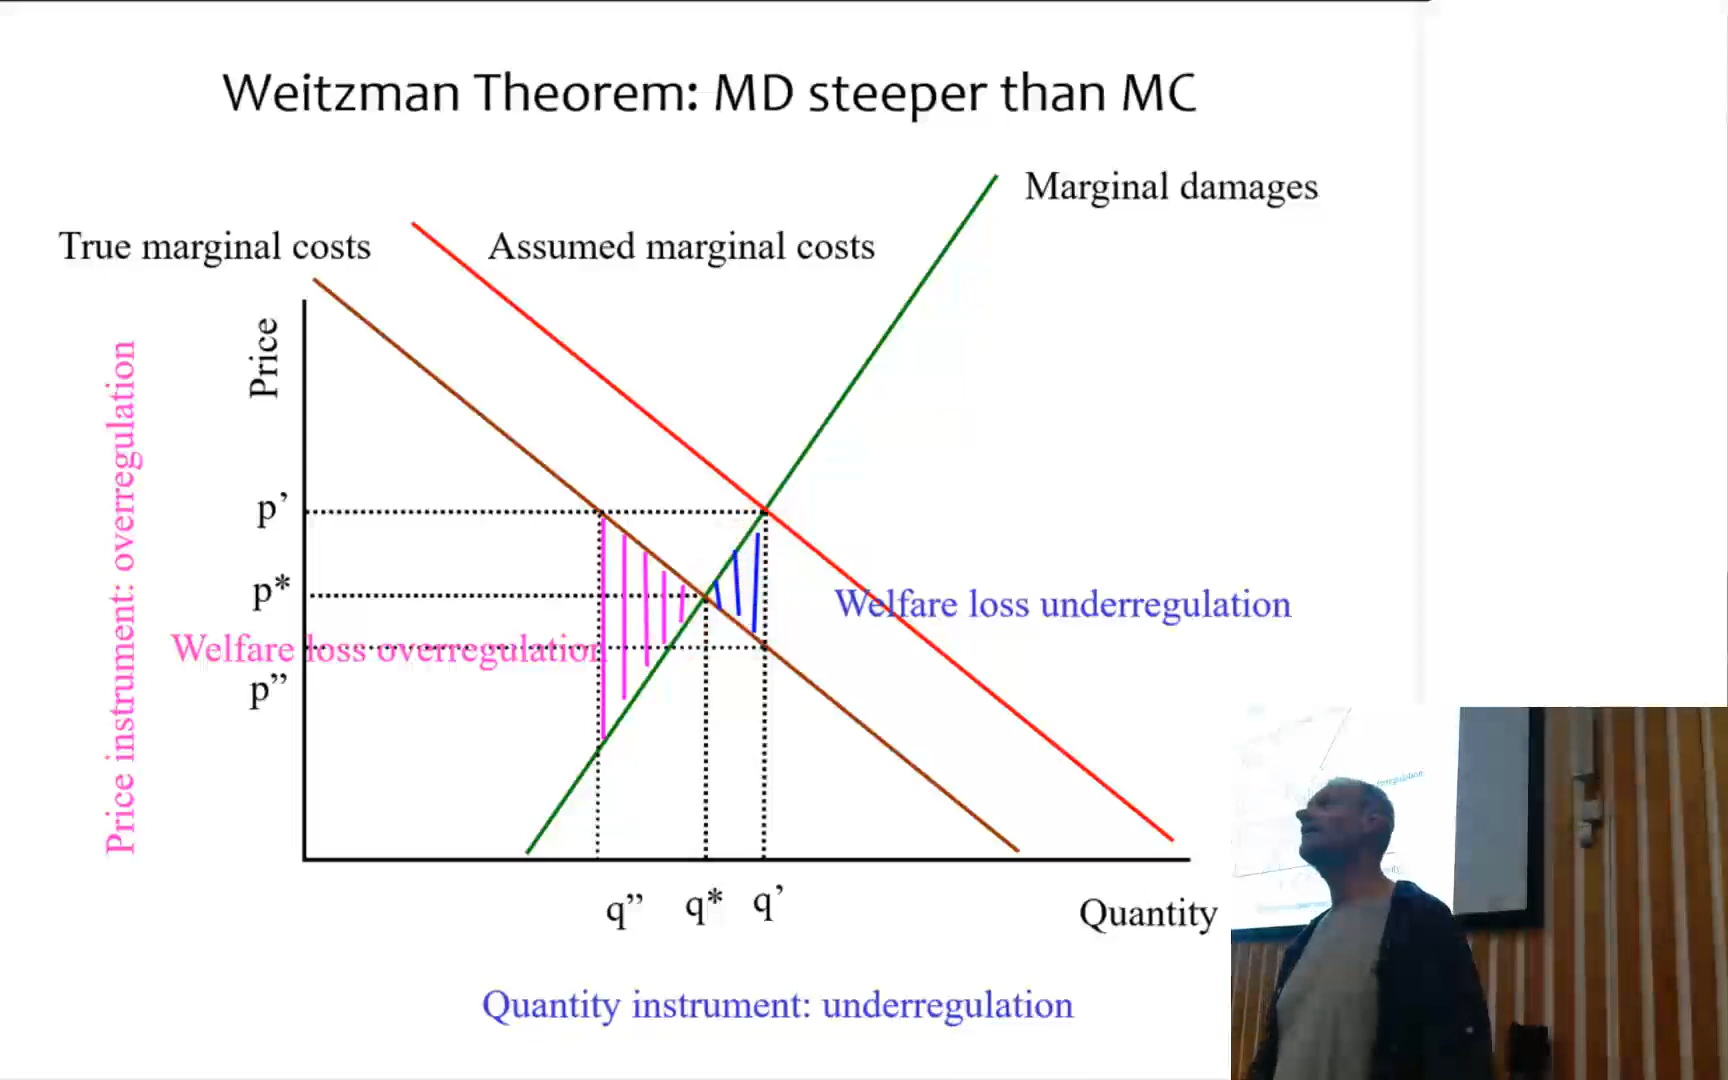 Weitzman Theorem: MD steeper than MC
Marginal damages
True marginal costs
Assumed marginal costs
Price
Price instrument: overregulation
p’
p*
Welfare loss underregulation
Welfare loss overregulation
p”
q” q* q’
Quantity
Quantity instrument: underregulation